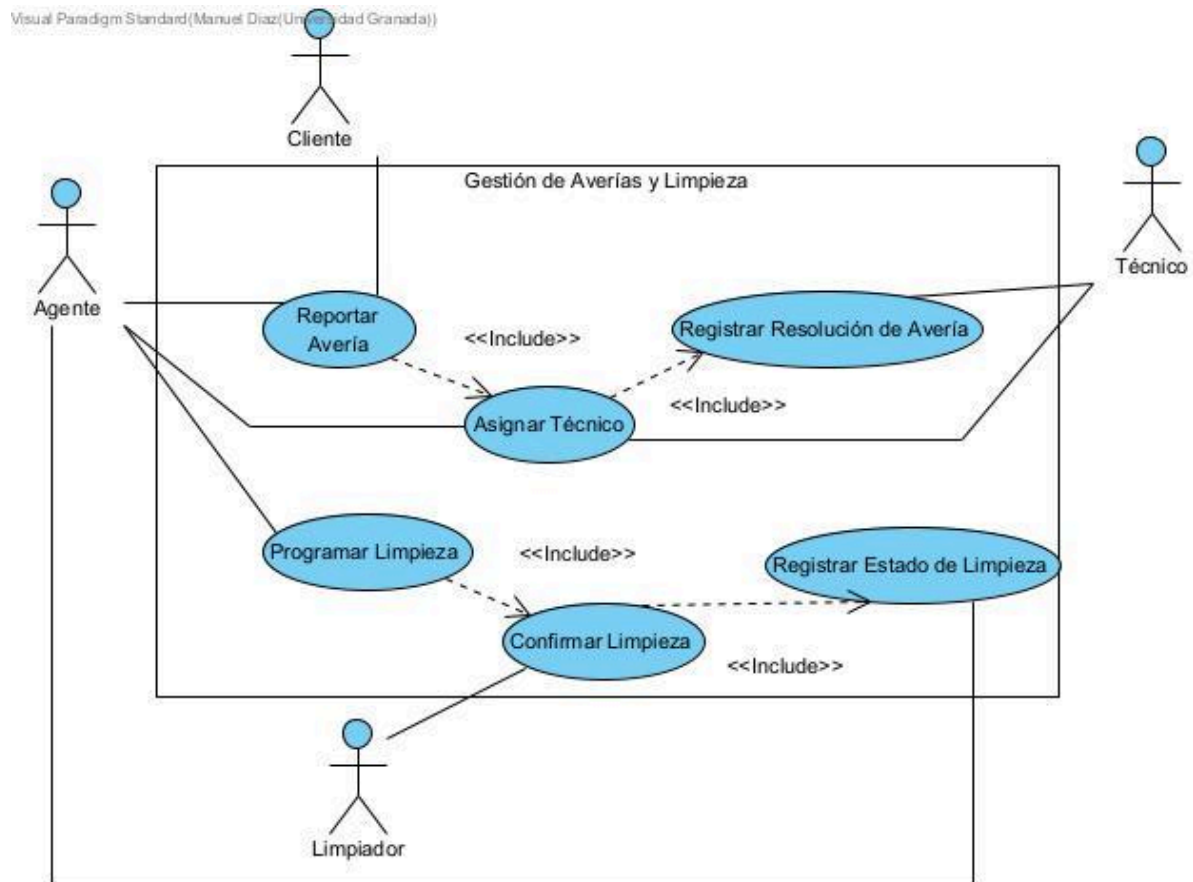 Visual Paradigm Standard(Manuel Diaz(Universidad Granada))
Cliente
Gestión de Averías y Limpieza
Técnico
Agente
Reportar
Avería
<<Include>>
Registrar Resolución de Avería
<<Include>>
Asignar Técnico
Programar Limpieza
<<Include>>
Registrar Estado de Limpieza
Confirmar Limpieza
<<Include>>
Limpiador